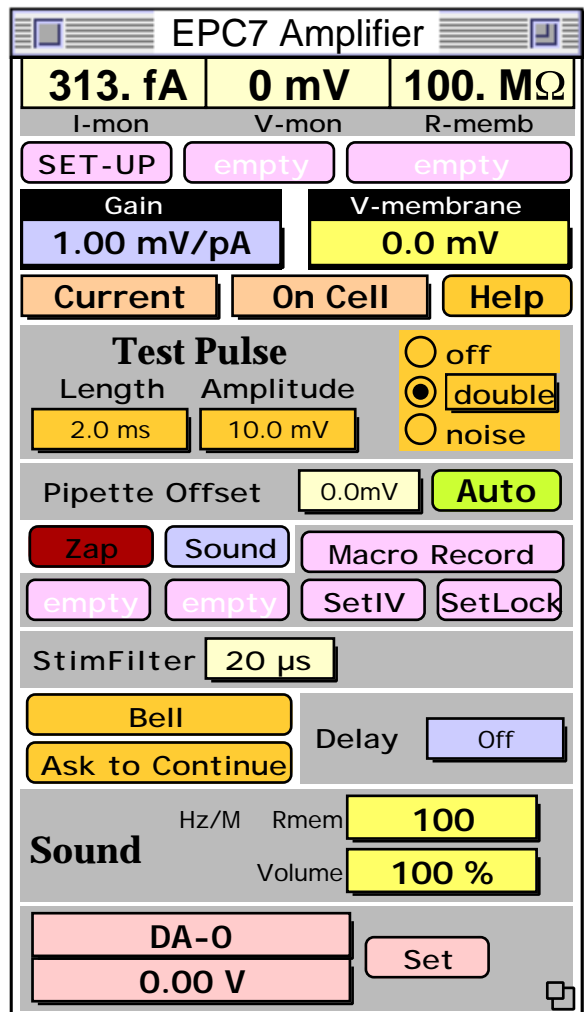 EPC7 Amplifier
313. fA 0 mV 100. MΩ
I-mon V-mon R-memb
SET-UP empty empty
Gain V-membrane
1.00 mV/pA 0.0 mV
Current On Cell Help
Test Pulse off
Length Amplitude double
2.0 ms 10.0 mV noise
Pipette Offset 0.0mV Auto
Zap Sound Macro Record
empty empty SetIV SetLock
StimFilter 20 µs
Bell
Delay Off
Ask to Continue
Hz/M Rmem 100
Sound
Volume 100 %
DA-0
Set
0.00 V